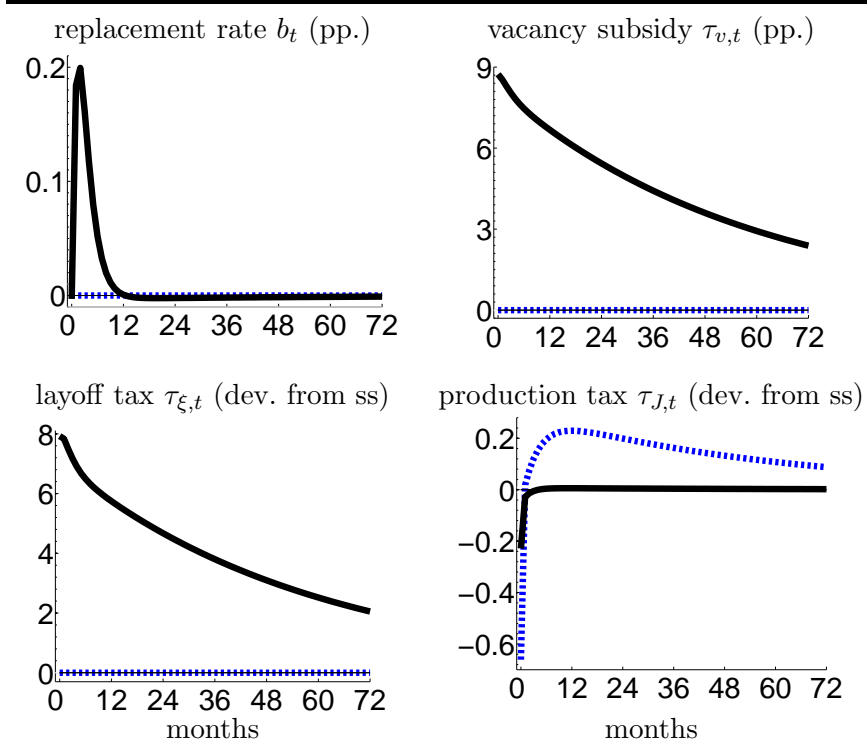 replacement rate b_t (pp.)
vacancy subsidy τ_{v,t} (pp.)
0.2
0.1
0
0 12 24 36 48 60 72
9
6
3
0
0 12 24 36 48 60 72
layoff tax τ_{ξ,t} (dev. from ss)
production tax τ_{J,t} (dev. from ss)
8
6
4
2
0
0 12 24 36 48 60 72
months
0.2
0
−0.2
−0.4
−0.6
0 12 24 36 48 60 72
months